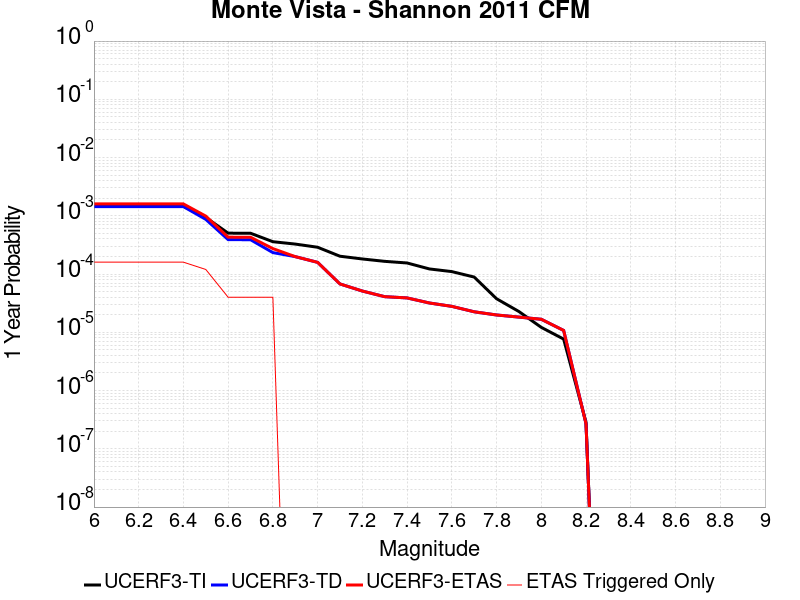 Monte Vista - Shannon 2011 CFM
10^0
10^-1
10^-2
10^-3
10^-4
10^-5
10^-6
10^-7
10^-8
1 Year Probability
6 6.2 6.4 6.6 6.8 7 7.2 7.4 7.6 7.8 8 8.2 8.4 8.6 8.8 9
Magnitude
UCERF3-TI UCERF3-TD UCERF3-ETAS ETAS Triggered Only